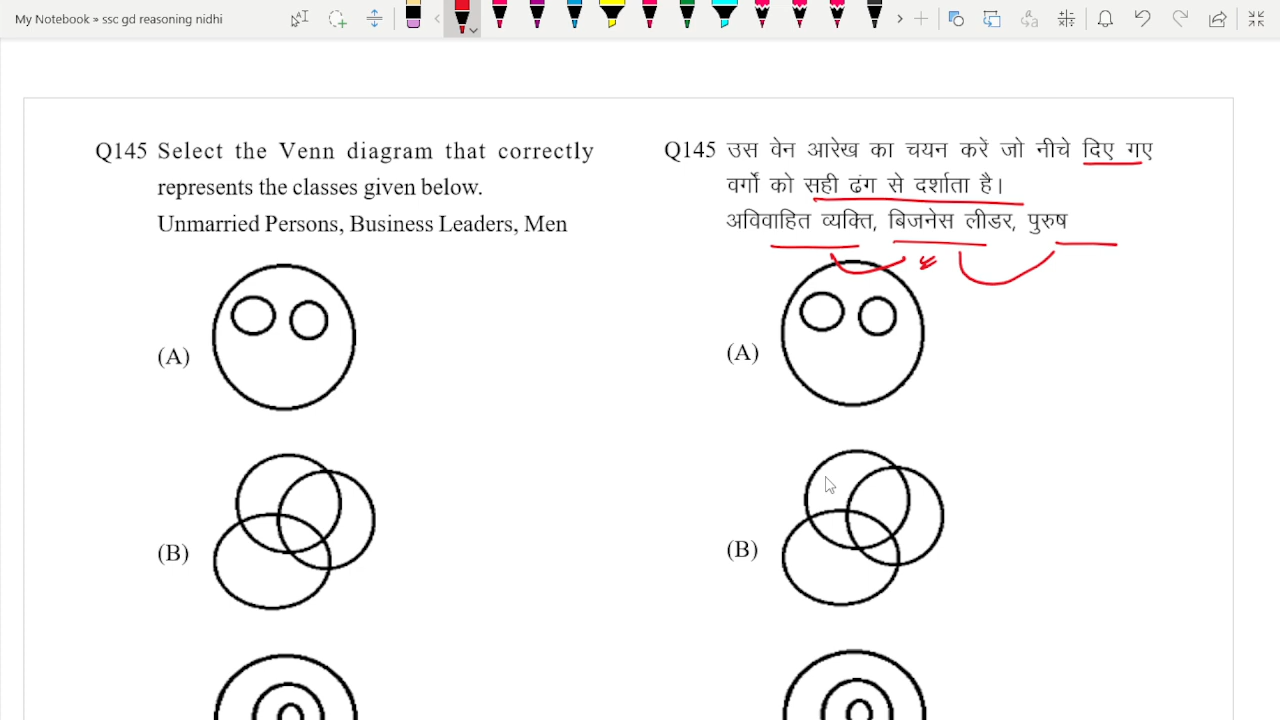 My Notebook » ssc gd reasoning nidhi
Q145 Select the Venn diagram that correctly
represents the classes given below.
Unmarried Persons, Business Leaders, Men
(A)
(B)
Q145 उस वेन आरेख का चयन करें जो नीचे दिए गए
वर्गों को सही ढंग से दर्शाता है।
अविवाहित व्यक्ति, बिजनेस लीडर, पुरुष
(A)
(B)